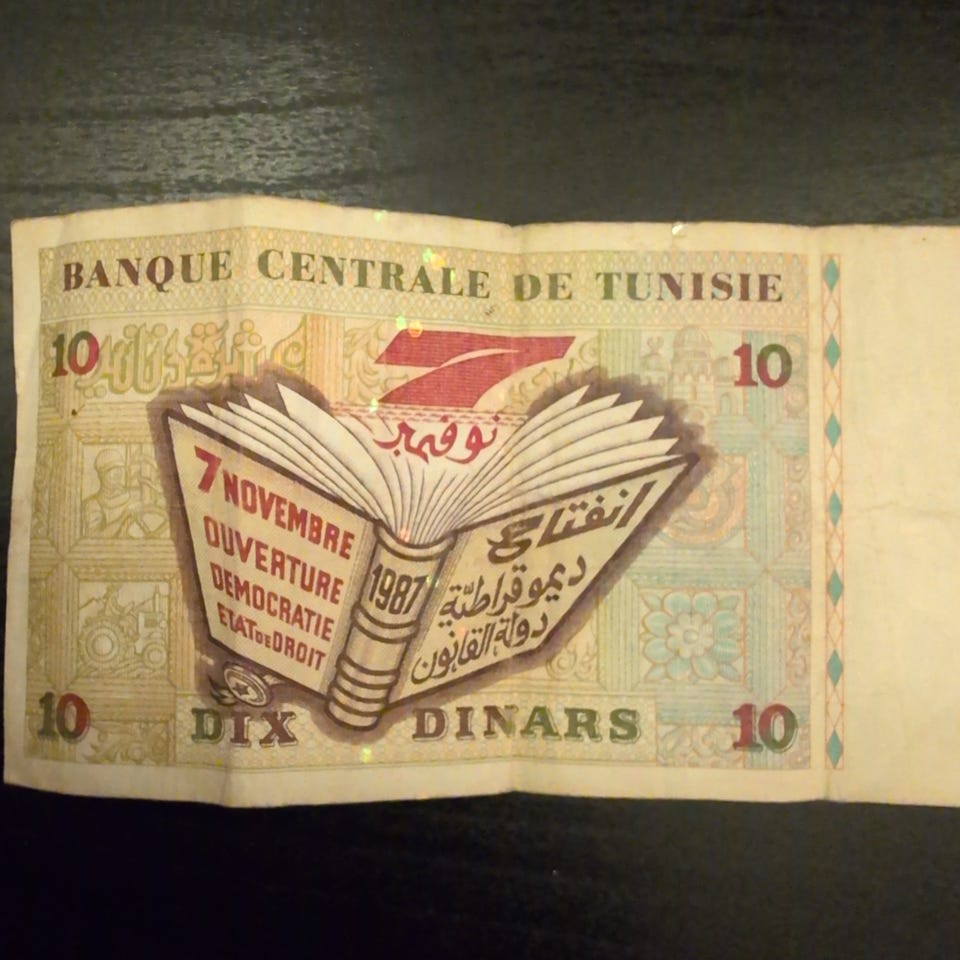 BANQUE CENTRALE DE TUNISIE
10
10
7
نوفمبر
7 NOVEMBRE
OUVERTURE
DEMOCRATIE
ETAT DE DROIT
1987
انفتاح
ديموقراطيّة
دولة القانون
10
DIX DINARS
10